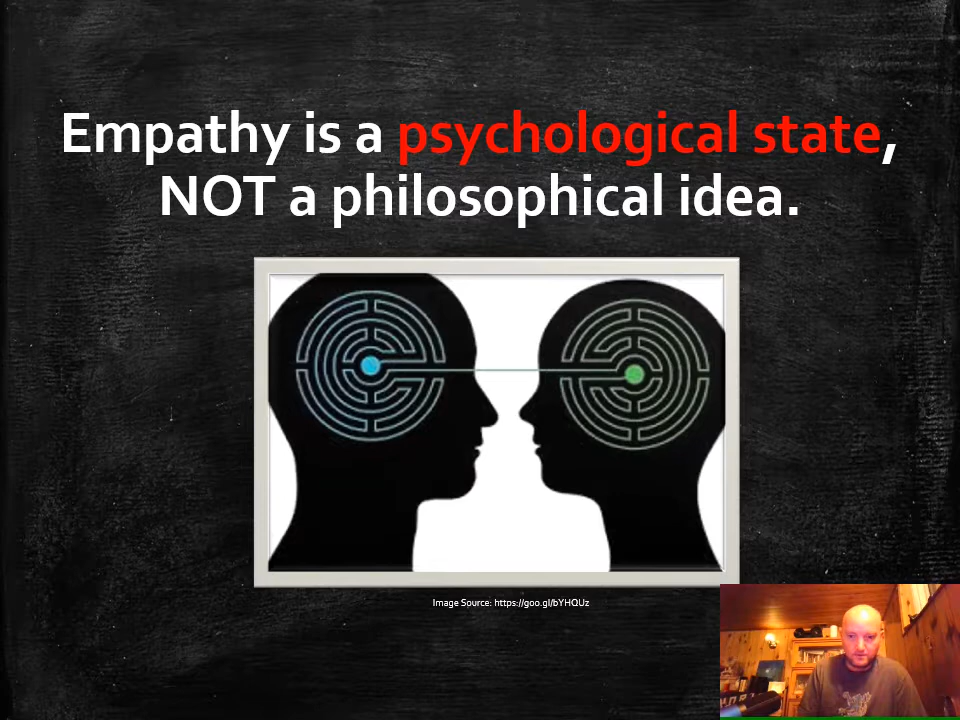 Empathy is a psychological state,
NOT a philosophical idea.
Image Source: https://goo.gl/bYHQUz